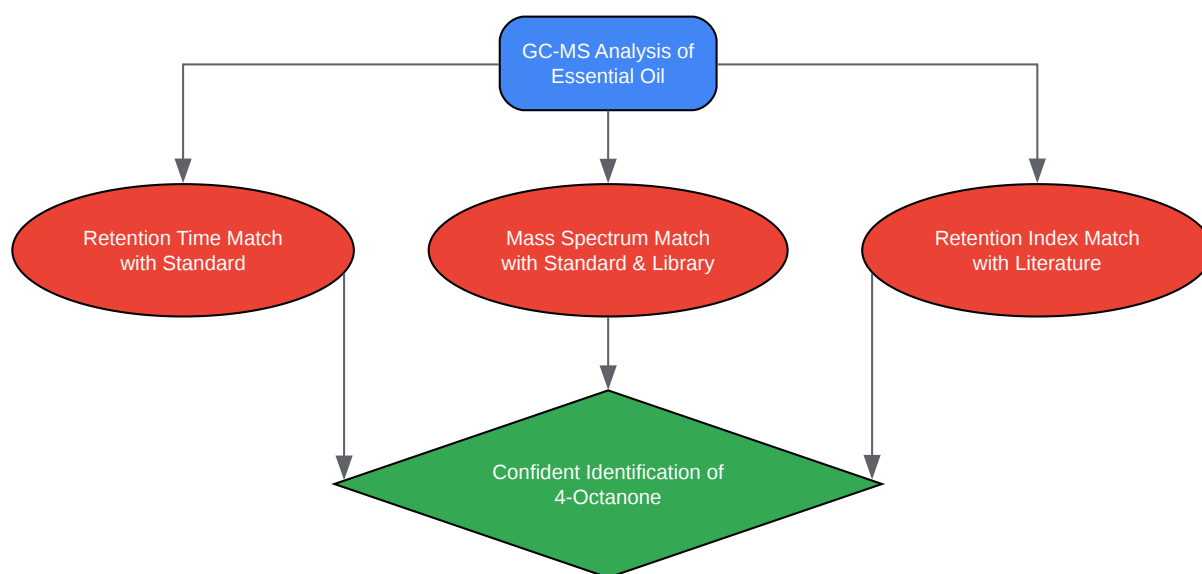 GC-MS Analysis of
Essential Oil
Retention Time Match
with Standard
Mass Spectrum Match
with Standard & Library
Retention Index Match
with Literature
Confident Identification of
4-Octanone